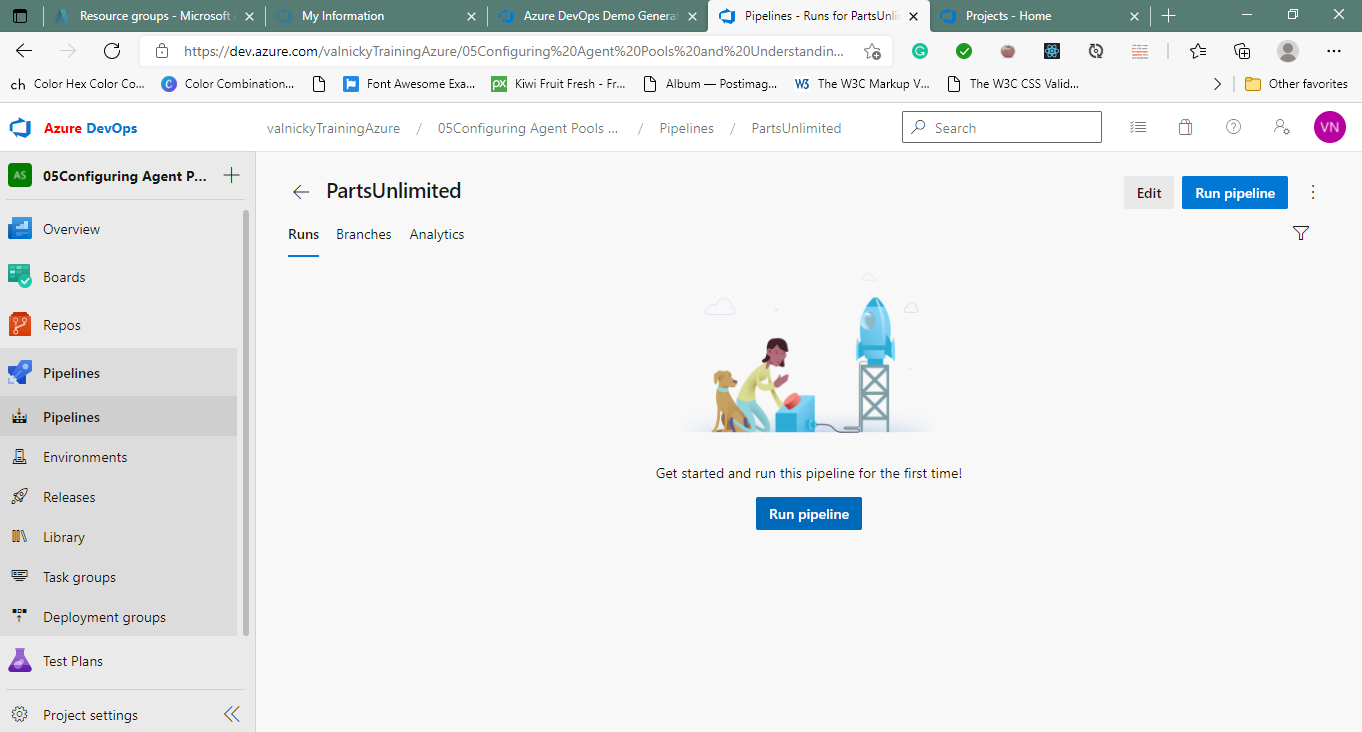 Resource groups - Microsoft A
My Information
Azure DevOps Demo Genera
Pipelines - Runs for PartsUnlin
Projects - Home
https://dev.azure.com/valnickyTrainingAzure/05Configuring%20Agent%20Pools%20and%20Understandin...
ch Color Hex Color Co...
Color Combination...
Font Awesome Exa...
px Kiwi Fruit Fresh - Fr...
Album — Postimag...
W3 The W3C Markup V...
The W3C CSS Valid...
Other favorites
Azure DevOps
valnickyTrainingAzure / 05Configuring Agent Pools ... / Pipelines / PartsUnlimited
Search
VN
AS 05Configuring Agent P...
PartsUnlimited
Edit
Run pipeline
Overview
Runs
Branches
Analytics
Boards
Repos
Pipelines
Pipelines
Environments
Get started and run this pipeline for the first time!
Releases
Run pipeline
Library
Task groups
Deployment groups
Test Plans
Project settings